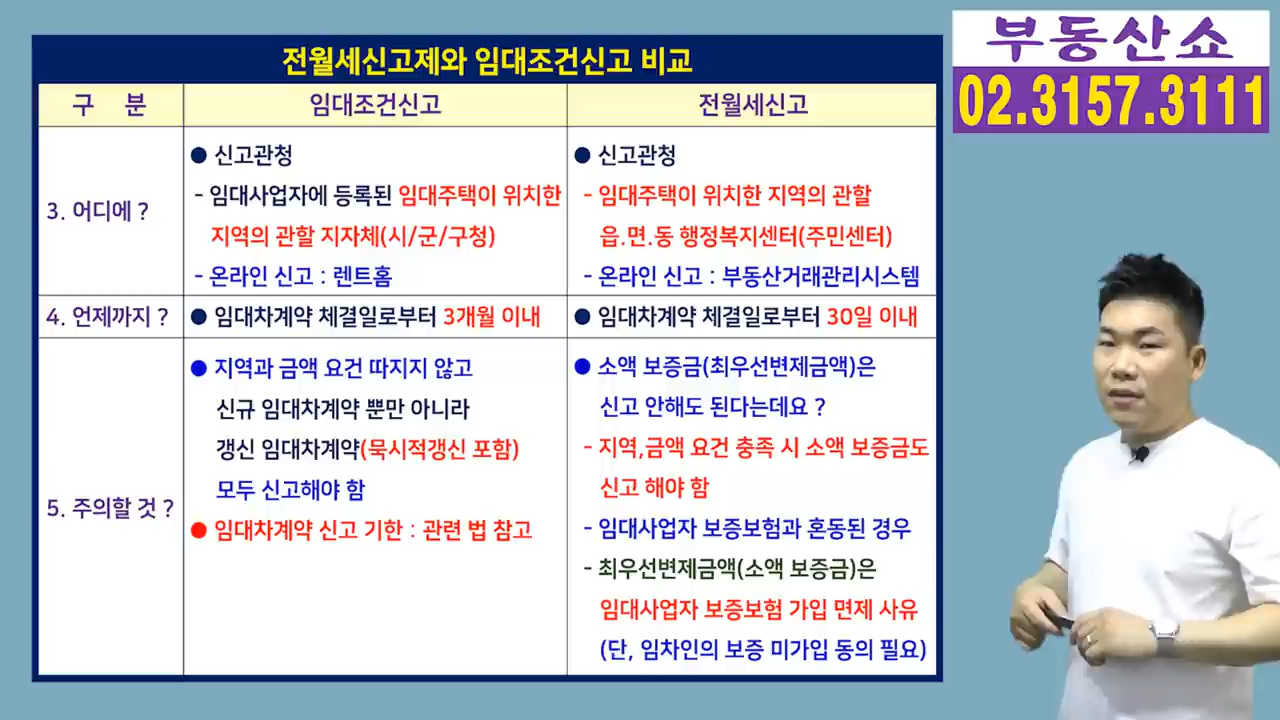 부동산쇼
02.3157.3111
전월세신고제와 임대조건신고 비교
구 분
임대조건신고
전월세신고
3. 어디에 ?
● 신고관청
- 임대사업자에 등록된 임대주택이 위치한
지역의 관할 지자체(시/군/구청)
- 온라인 신고 : 렌트홈
● 신고관청
- 임대주택이 위치한 지역의 관할
읍.면.동 행정복지센터(주민센터)
- 온라인 신고 : 부동산거래관리시스템
4. 언제까지 ?
● 임대차계약 체결일로부터 3개월 이내
● 임대차계약 체결일로부터 30일 이내
5. 주의할 것 ?
● 지역과 금액 요건 따지지 않고
신규 임대차계약 뿐만 아니라
갱신 임대차계약(묵시적갱신 포함)
모두 신고해야 함
● 임대차계약 신고 기한 : 관련 법 참고
● 소액 보증금(최우선변제금액)은
신고 안해도 된다는데요 ?
- 지역,금액 요건 충족 시 소액 보증금도
신고 해야 함
- 임대사업자 보증보험과 혼동된 경우
- 최우선변제금액(소액 보증금)은
임대사업자 보증보험 가입 면제 사유
(단, 임차인의 보증 미가입 동의 필요)